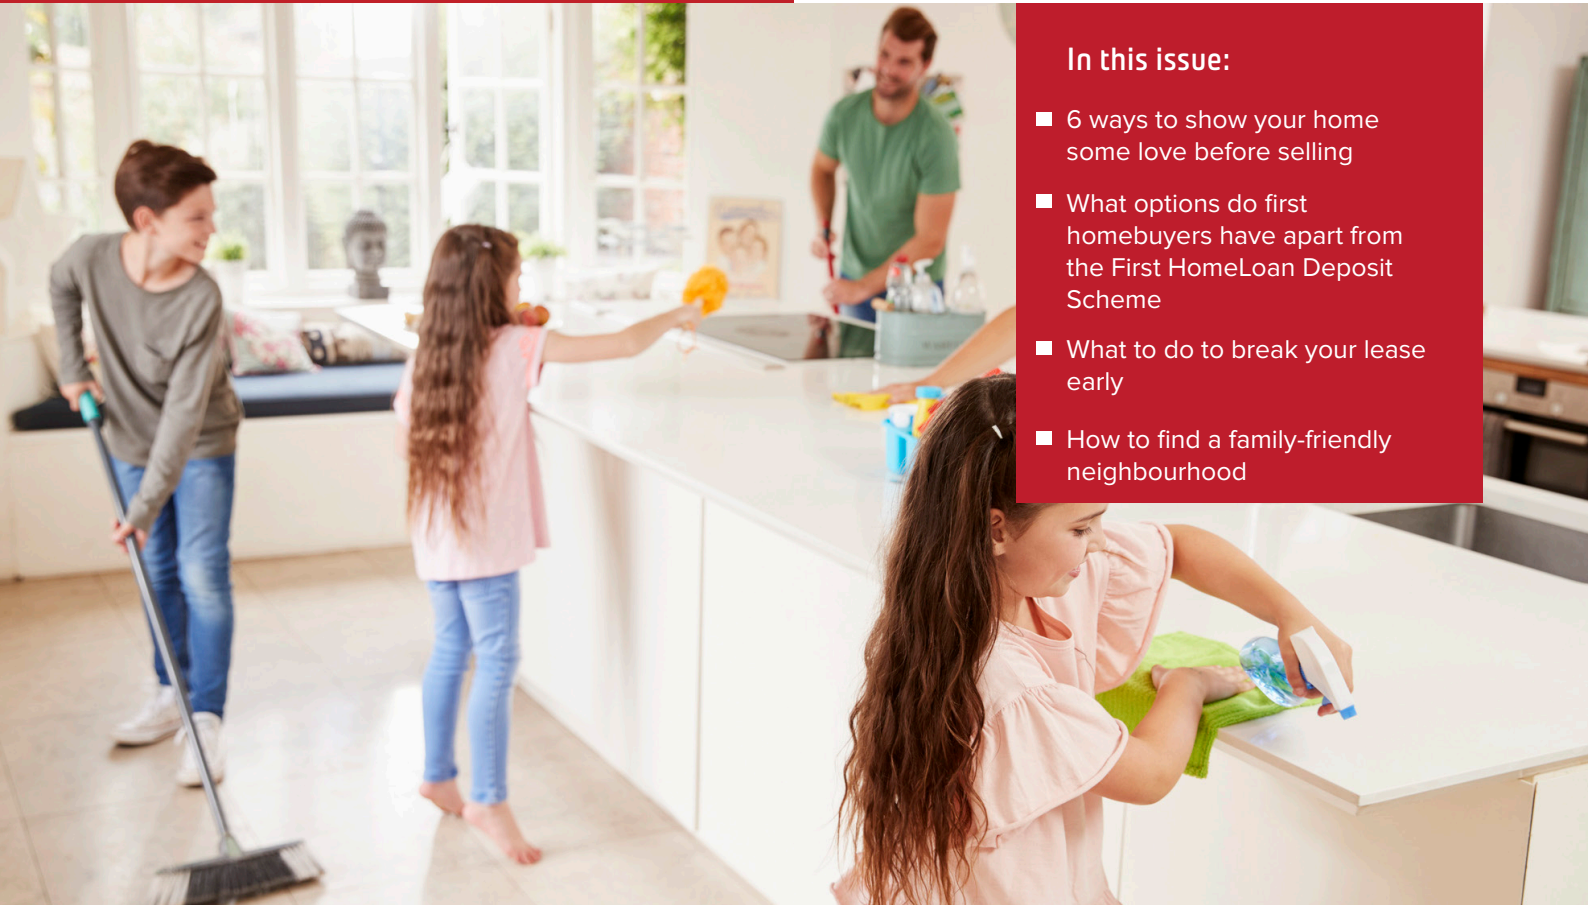 In this issue:
6 ways to show your home
some love before selling
What options do first
homebuyers have apart from
the First HomeLoan Deposit
Scheme
What to do to break your lease
early
How to find a family-friendly
neighbourhood